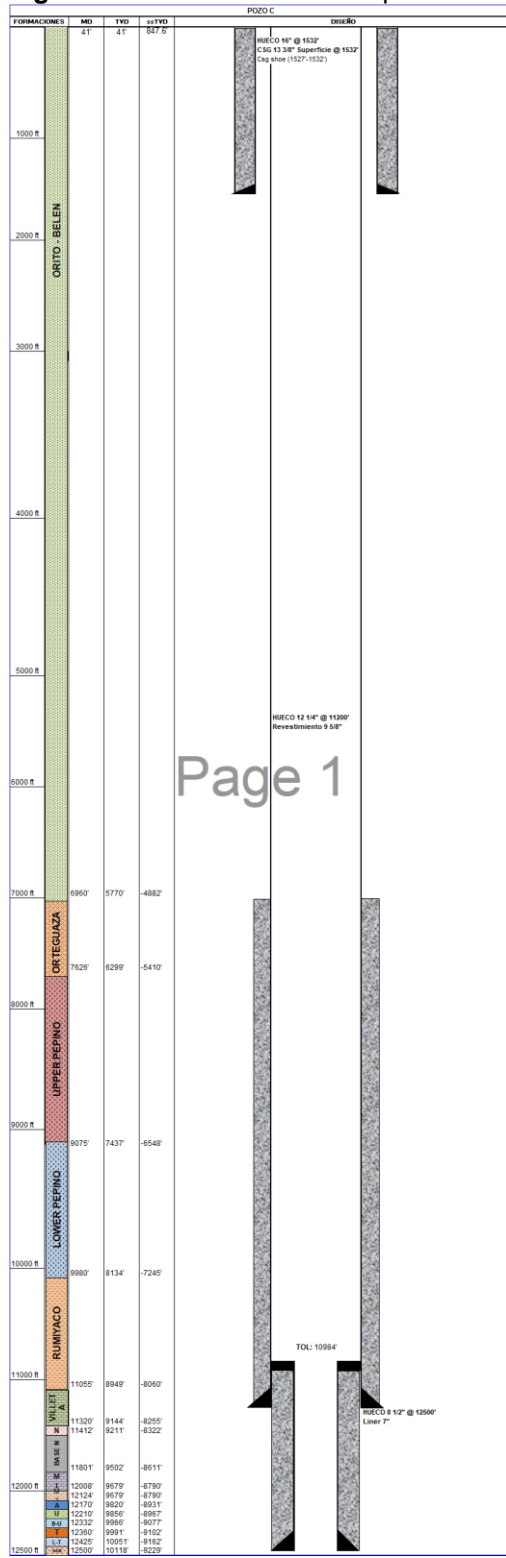 POZO C
FORMACIONES MD TVD ssTVD DISEÑO
41' 41' 847.6'
HUECO 16" @ 1532'
CSG 13 3/8" Superficie @ 1532'
Csg shoe (1527'-1532')
1000 ft
2000 ft
ORITO - BELEN
3000 ft
4000 ft
5000 ft
HUECO 12 1/4" @ 11200'
Revestimiento 9 5/8"
Page 1
6000 ft
7000 ft
6960' 5770' -4882'
ORTEGUAZA
7626' 6299' -5410'
8000 ft
UPPER PEPINO
9000 ft
9075' 7437' -6548'
LOWER PEPINO
10000 ft
9980' 8134' -7245'
RUMIYACO
TOL: 10984'
11000 ft
11055' 8949' -8060'
VILLETA
HUECO 8 1/2" @ 12500'
Liner 7"
11320' 9144' -8255'
N 11412' 9211' -8322'
BASE N
11801' 9502' -8611'
M
12000 ft
12008' 9679' -8790'
12124' 9679' -8790'
A 12170' 9820' -8931'
U 12210' 9856' -8967'
B-U 12332' 9966' -9077'
T 12360' 9991' -9102'
L-T 12425' 10051' -9162'
12500 ft 12500' 10118' -9229'